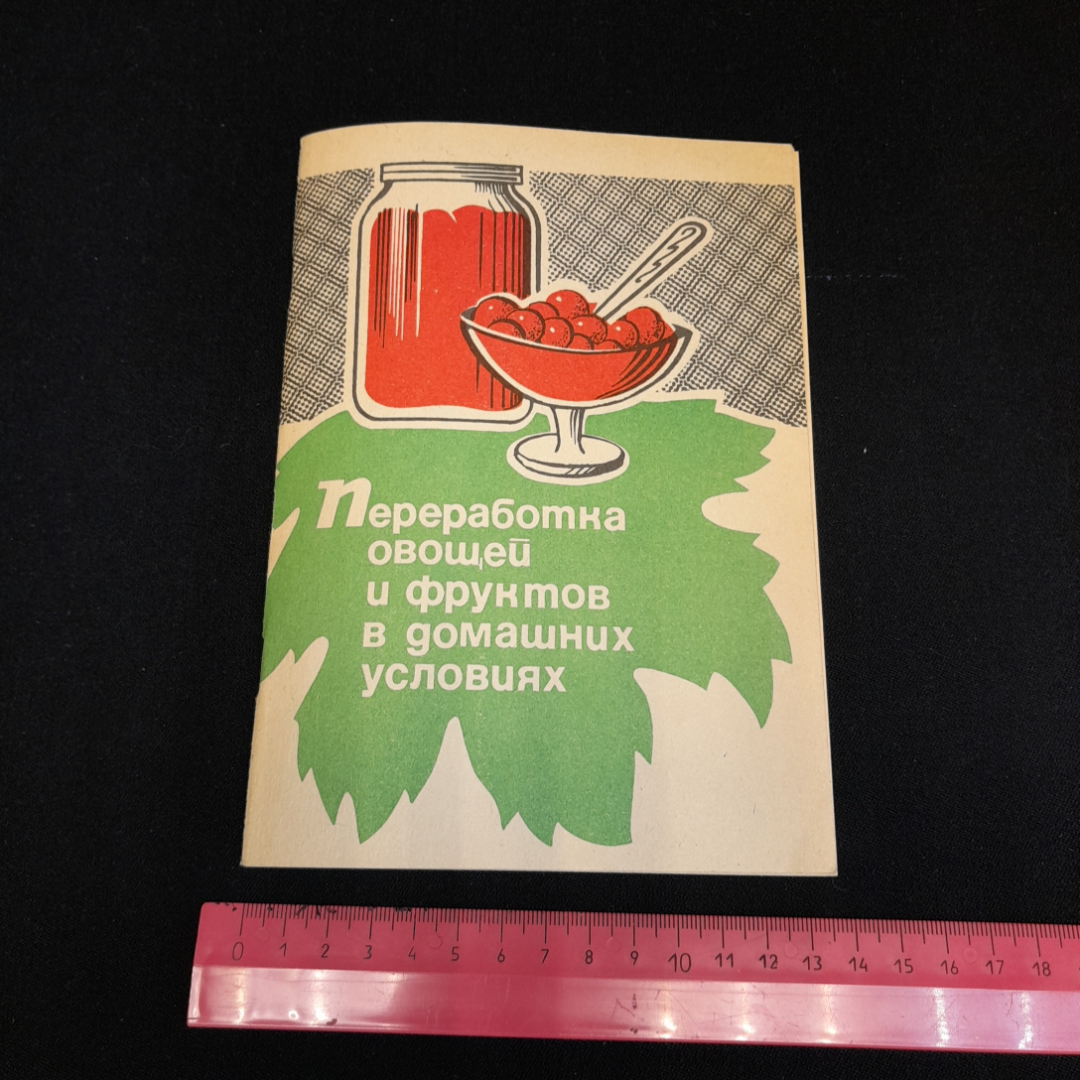 Переработка
овощей
и фруктов
в домашних
условиях
0 1 2 3 4 5 6 7 8 9 10 11 12 13 14 15 16 17 18